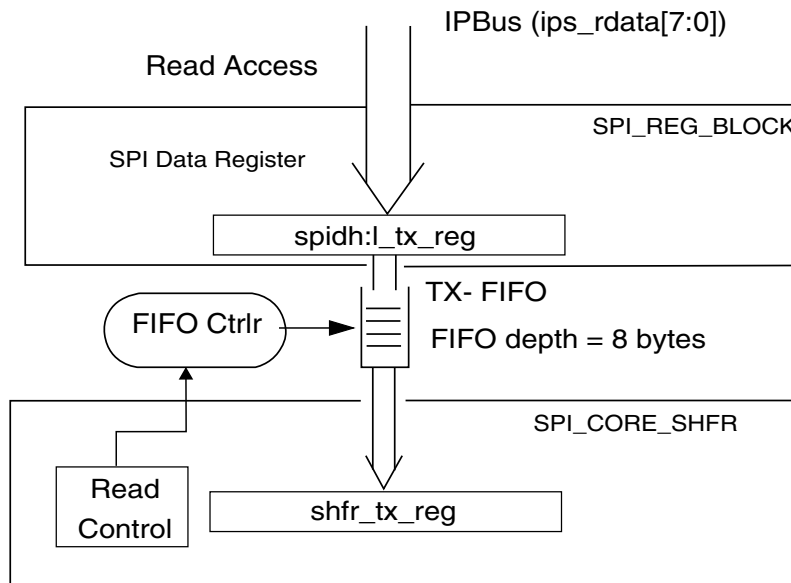 IPBus (ips_rdata[7:0])
Read Access
SPI_REG_BLOCK
SPI Data Register
spidh:l_tx_reg
TX- FIFO
FIFO Ctrlr
FIFO depth = 8 bytes
SPI_CORE_SHFR
Read
Control
shfr_tx_reg